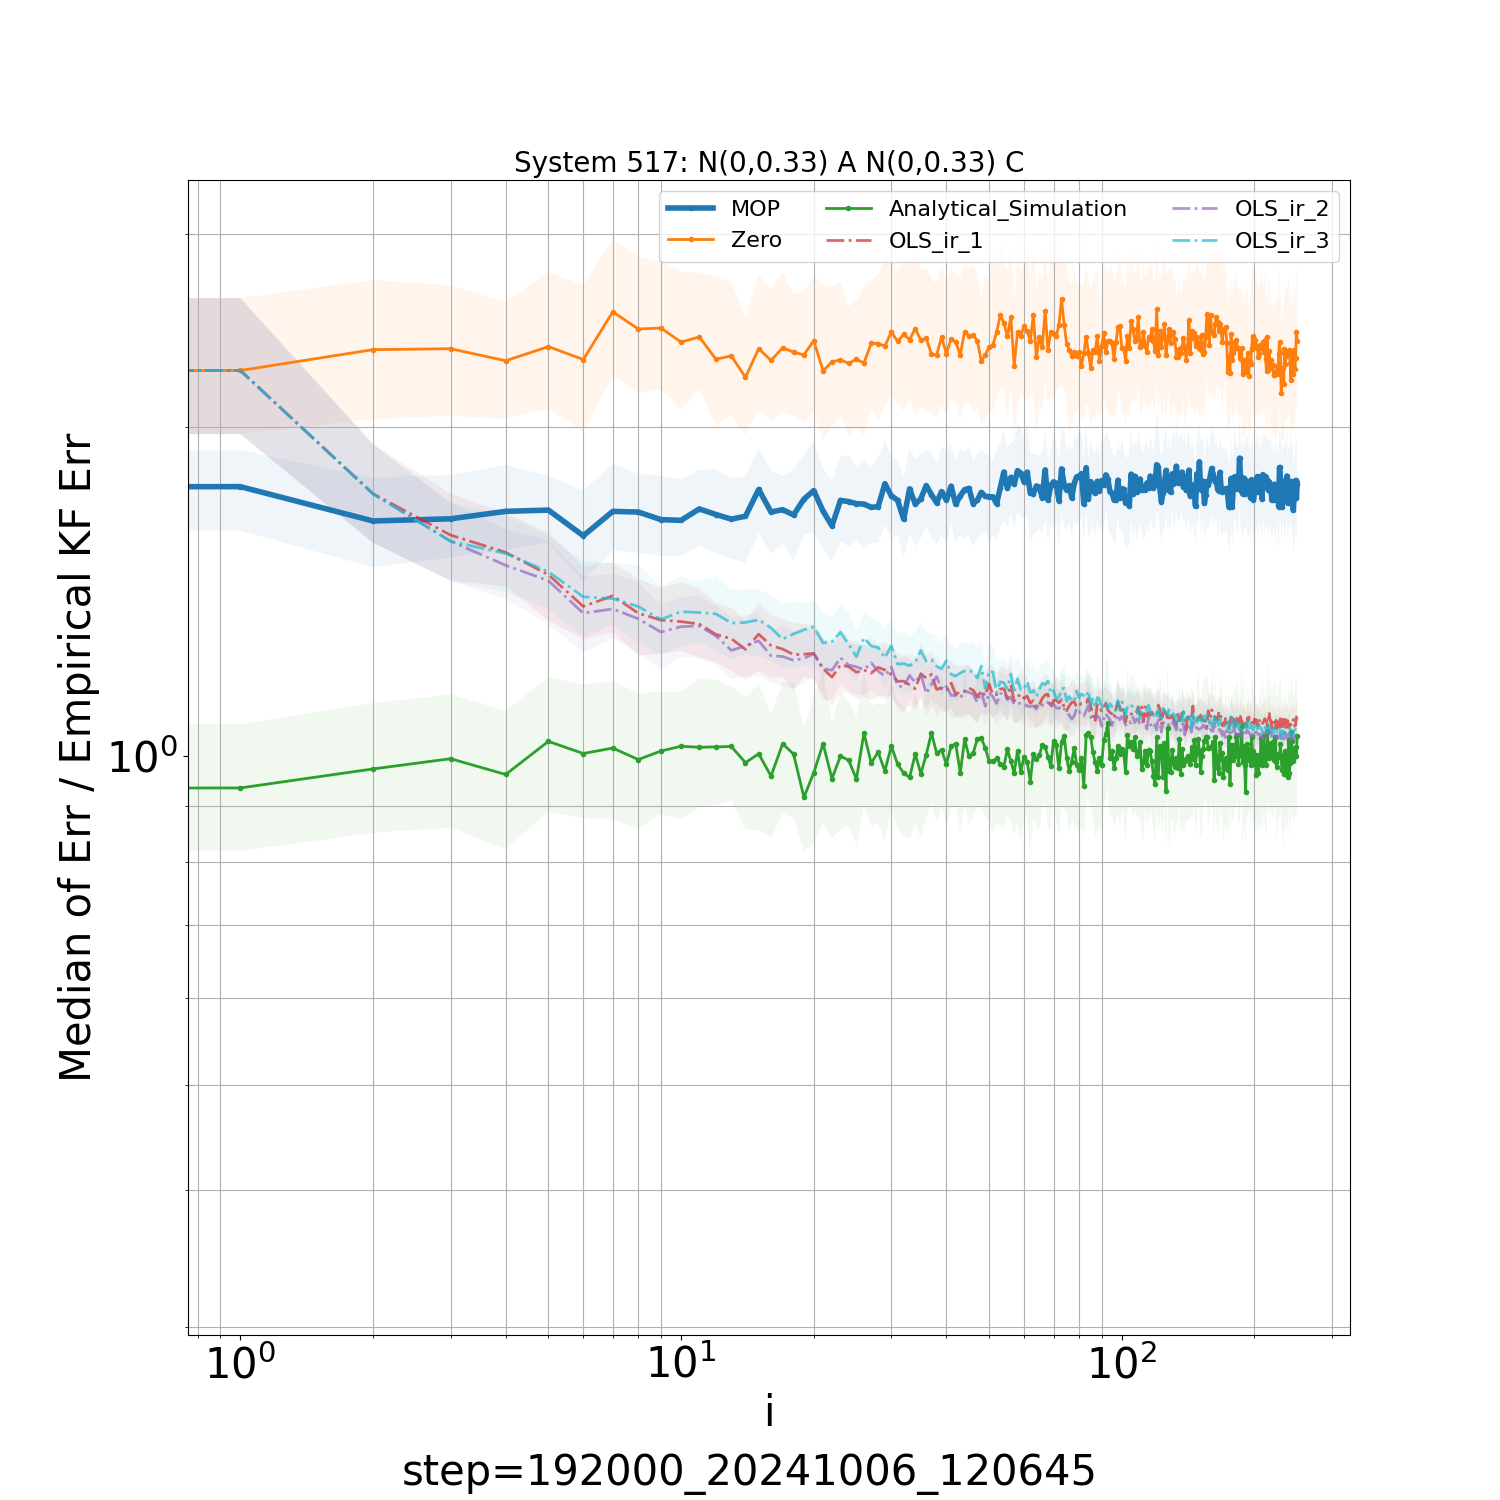 System 517: N(0,0.33) A N(0,0.33) C
MOP
Zero
Analytical_Simulation
OLS_ir_1
OLS_ir_2
OLS_ir_3
Median of Err / Empirical KF Err
10⁰
10⁰ 10¹ 10²
i
step=192000_20241006_120645